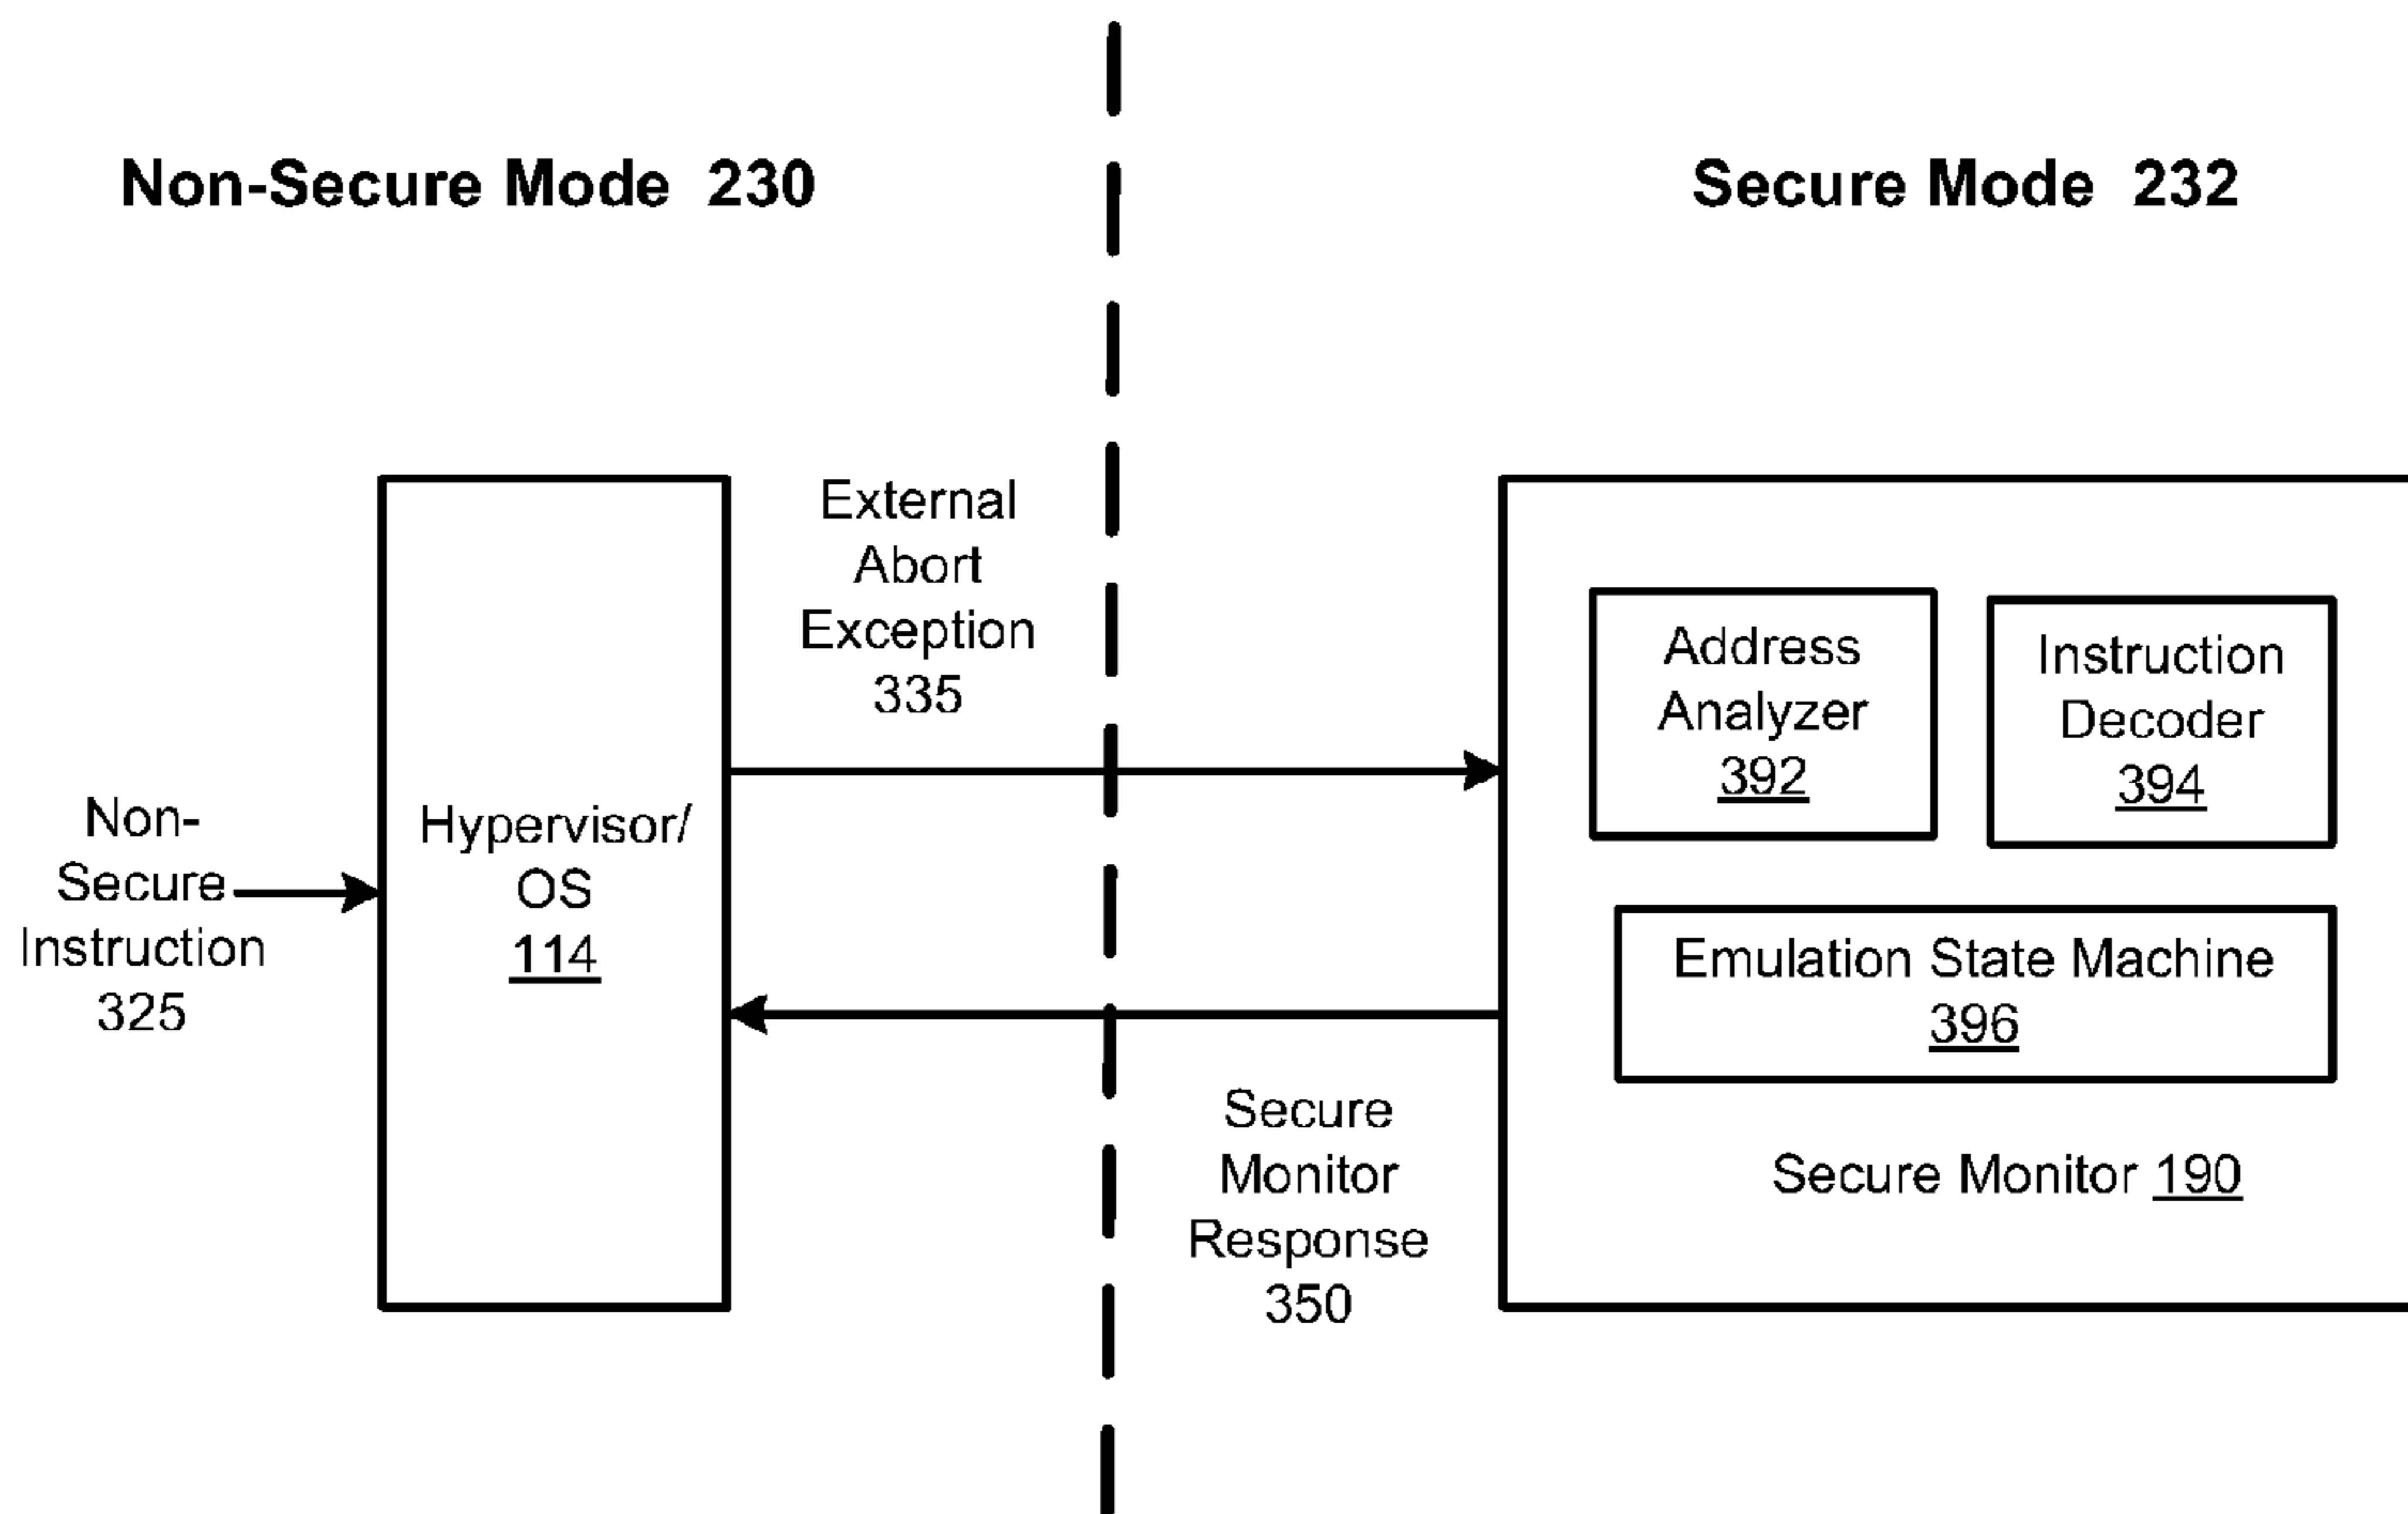 Non-Secure Mode 230
Secure Mode 232
External
Abort
Exception
335
Non-
Secure
Instruction
325
Hypervisor/
OS
114
Address
Analyzer
392
Instruction
Decoder
394
Emulation State Machine
396
Secure Monitor 190
Secure
Monitor
Response
350